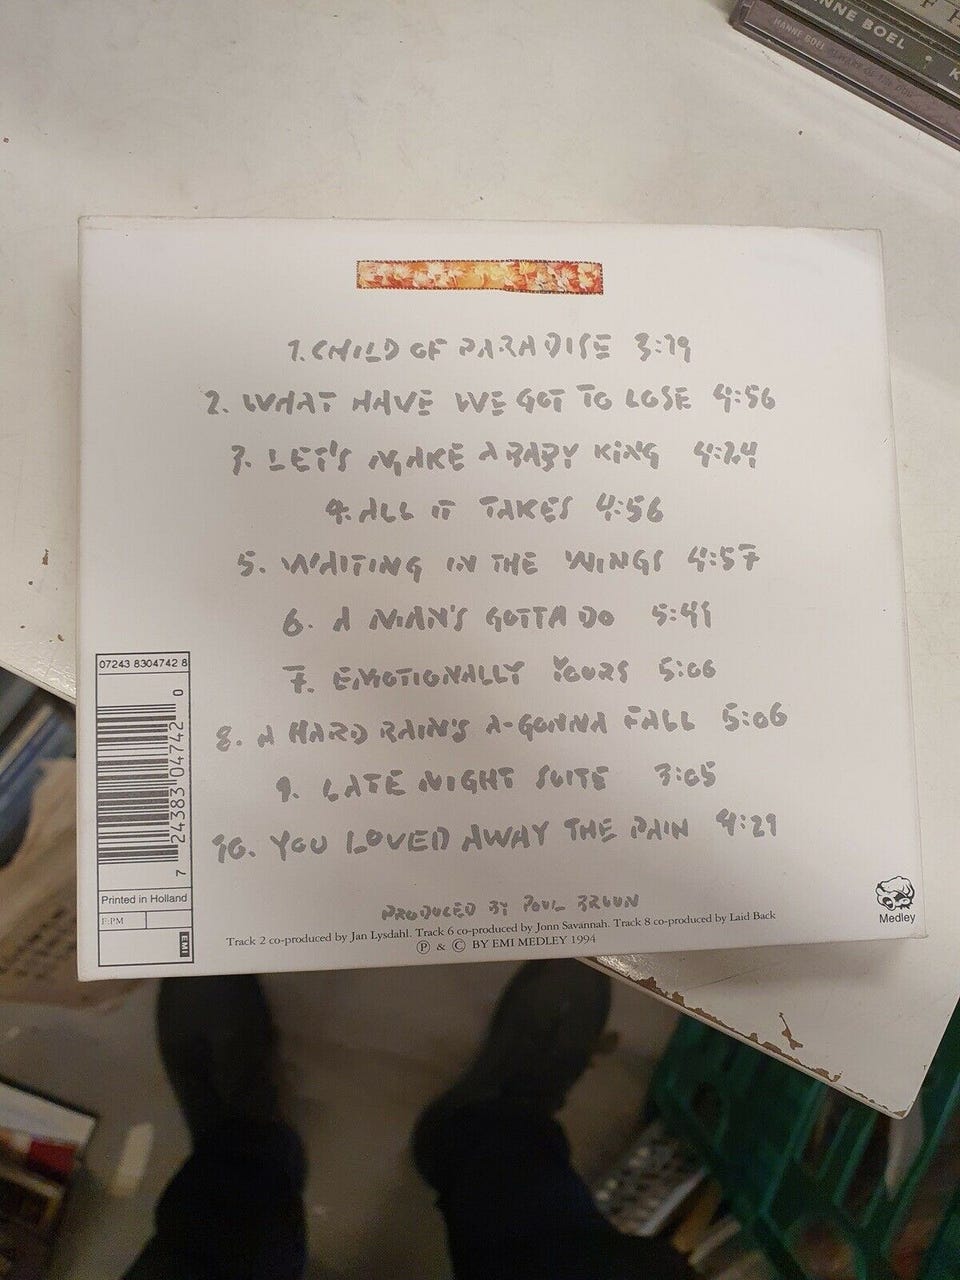 NNE BOEL
HANNE BOEL
1. CHILD OF PARADISE 3:19
2. WHAT HAVE WE GOT TO LOSE 4:56
3. LET'S MAKE A BABY KING 4:24
4. ALL IT TAKES 4:56
5. WAITING IN THE WINGS 4:57
6. A MAN'S GOTTA DO 5:41
7. EMOTIONALLY YOURS 5:06
8. A HARD RAIN'S A-GONNA FALL 5:06
9. LATE NIGHT SUITE 3:05
10. YOU LOVED AWAY THE PAIN 4:29
PRODUCED BY POUL BRUUN
Track 2 co-produced by Jan Lysdahl. Track 6 co-produced by Jonn Savannah. Track 8 co-produced by Laid Back
Ⓟ & © BY EMI MEDLEY 1994
07243 8304742 8
7 24383 04742 0
Printed in Holland
F:PM
EMI
Medley